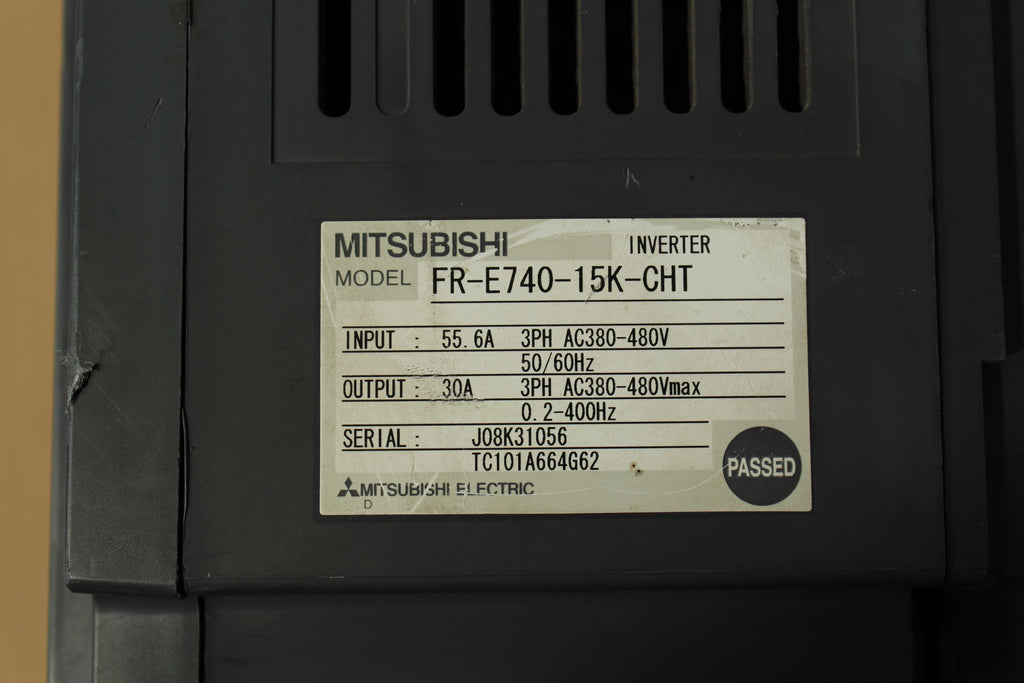 MITSUBISHI INVERTER
MODEL FR-E740-15K-CHT
INPUT : 55.6A 3PH AC380-480V
50/60Hz
OUTPUT : 30A 3PH AC380-480Vmax
0.2-400Hz
SERIAL : J08K31056
TC101A664G62
PASSED
MITSUBISHI ELECTRIC
D